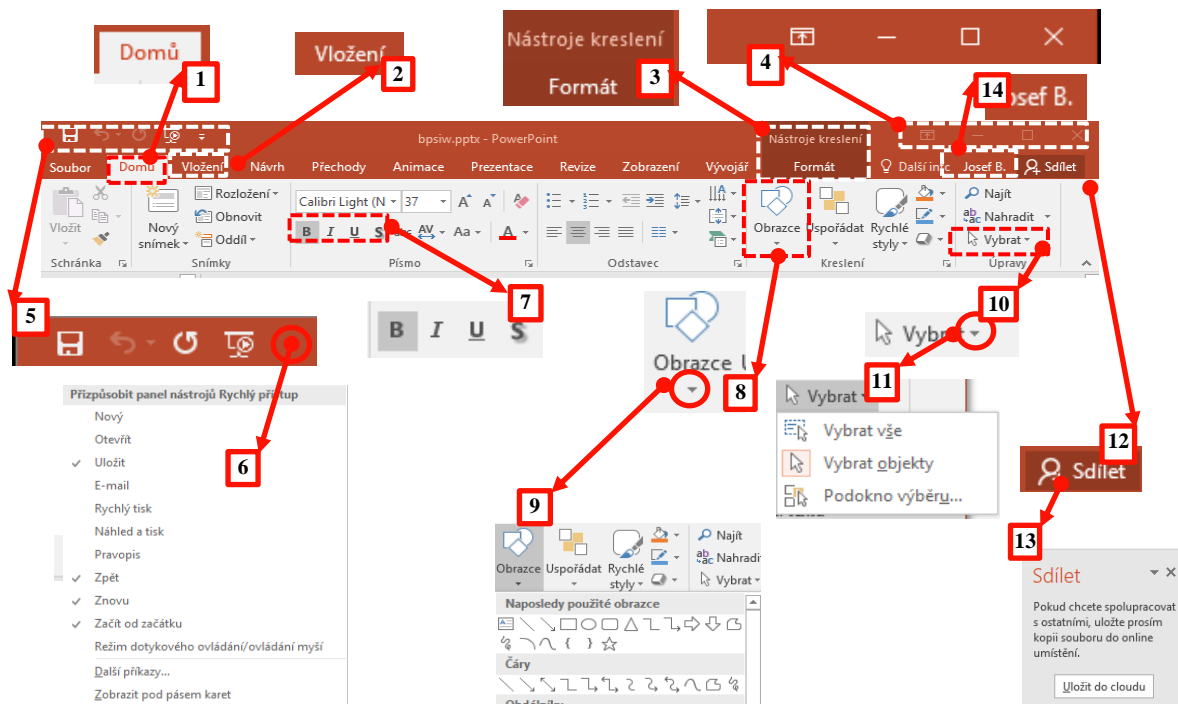 Domů
1
Vložení
2
Nástroje kreslení
Formát
3
4
14
Josef B.
bpsiw.pptx - PowerPoint
Nástroje kreslení
Soubor Domů Vložení Návrh Přechody Animace Prezentace Revize Zobrazení Vývojář Formát Další Josef B. Sdílet
Vložit
Nový
snímek
Rozložení
Obnovit
Oddíl
Calibri Light (N 37
B I U S abc AV Aa A
Obrazce Uspořádat Rychlé
styly
Najít
Nahradit
Vybrat
Schránka Snímky Písmo Odstavec Kreslení Úpravy
5
7
B I U S
6
Obrazce
8
9
10
Vybrat
11
Vybrat
Vybrat vše
Vybrat objekty
Podokno výběru...
12
Sdílet
13
Přizpůsobit panel nástrojů Rychlý přístup
Nový
Otevřít
Uložit
E-mail
Rychlý tisk
Náhled a tisk
Pravopis
Zpět
Znovu
Začít od začátku
Režim dotykového ovládání/ovládání myší
Další příkazy...
Zobrazit pod pásem karet
Obrazce Uspořádat Rychlé
styly
Najít
Nahradit
Vybrat
Naposledy použité obrazce
Čáry
Obdélníky
Sdílet
Pokud chcete spolupracovat
s ostatními, uložte prosím
kopii souboru do online
umístění.
Uložit do cloudu